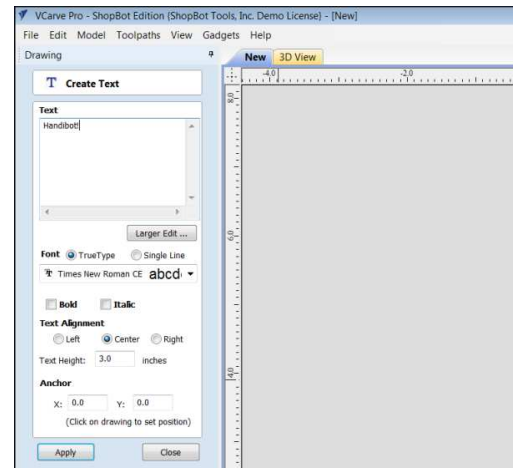 VCarve Pro - ShopBot Edition (ShopBot Tools, Inc. Demo License) - [New]
File Edit Model Toolpaths View Gadgets Help
Drawing
New 3D View
T Create Text
-4.0 -2.0
8.0
Text
Handibot!
Larger Edit ...
6.0
Font TrueType Single Line
Times New Roman CE abcd
Bold Italic
Text Alignment
Left Center Right
Text Height: 3.0 inches
4.0
Anchor
X: 0.0 Y: 0.0
(Click on drawing to set position)
Apply Close